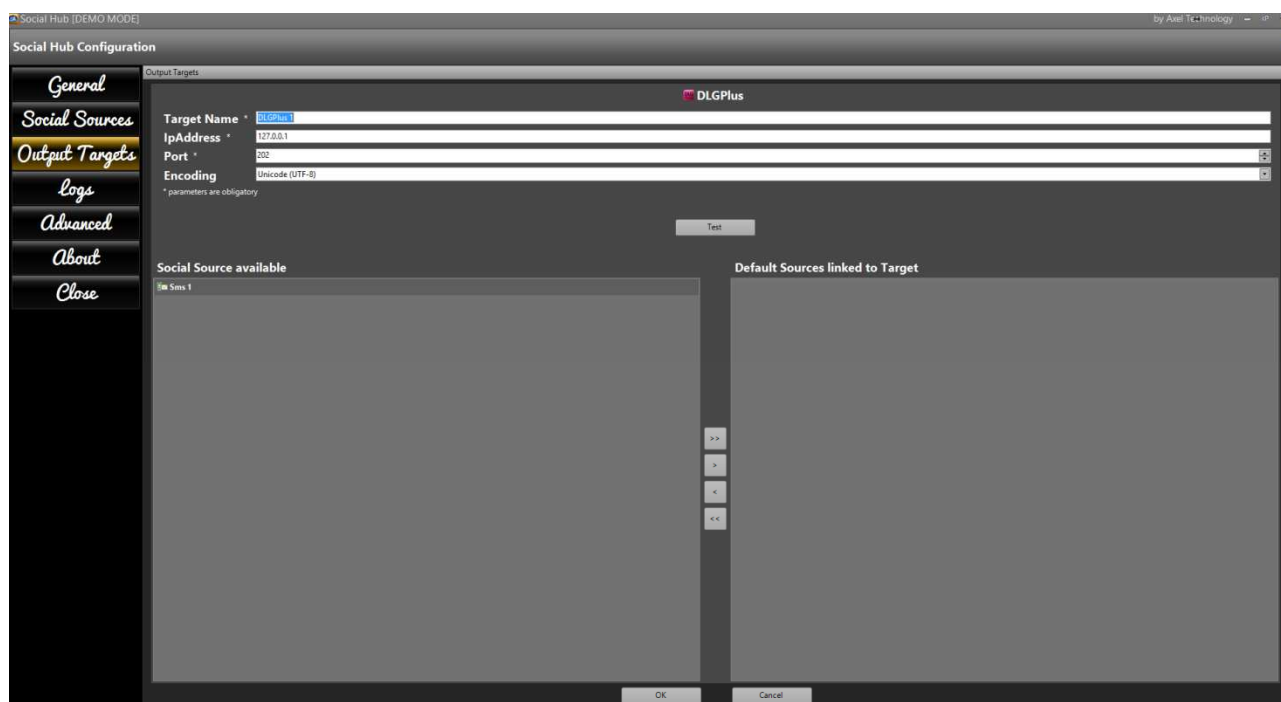 Social Hub [DEMO MODE]
by Axel Technology
Social Hub Configuration
General
Social Sources
Output Targets
Logs
Advanced
About
Close
Output Targets
DLGPlus
Target Name * DLGPlus 1
IpAddress * 127.0.0.1
Port * 202
Encoding Unicode (UTF-8)
* parameters are obligatory
Test
Social Source available
Default Sources linked to Target
Sms 1
>>
>
<
<<
OK
Cancel